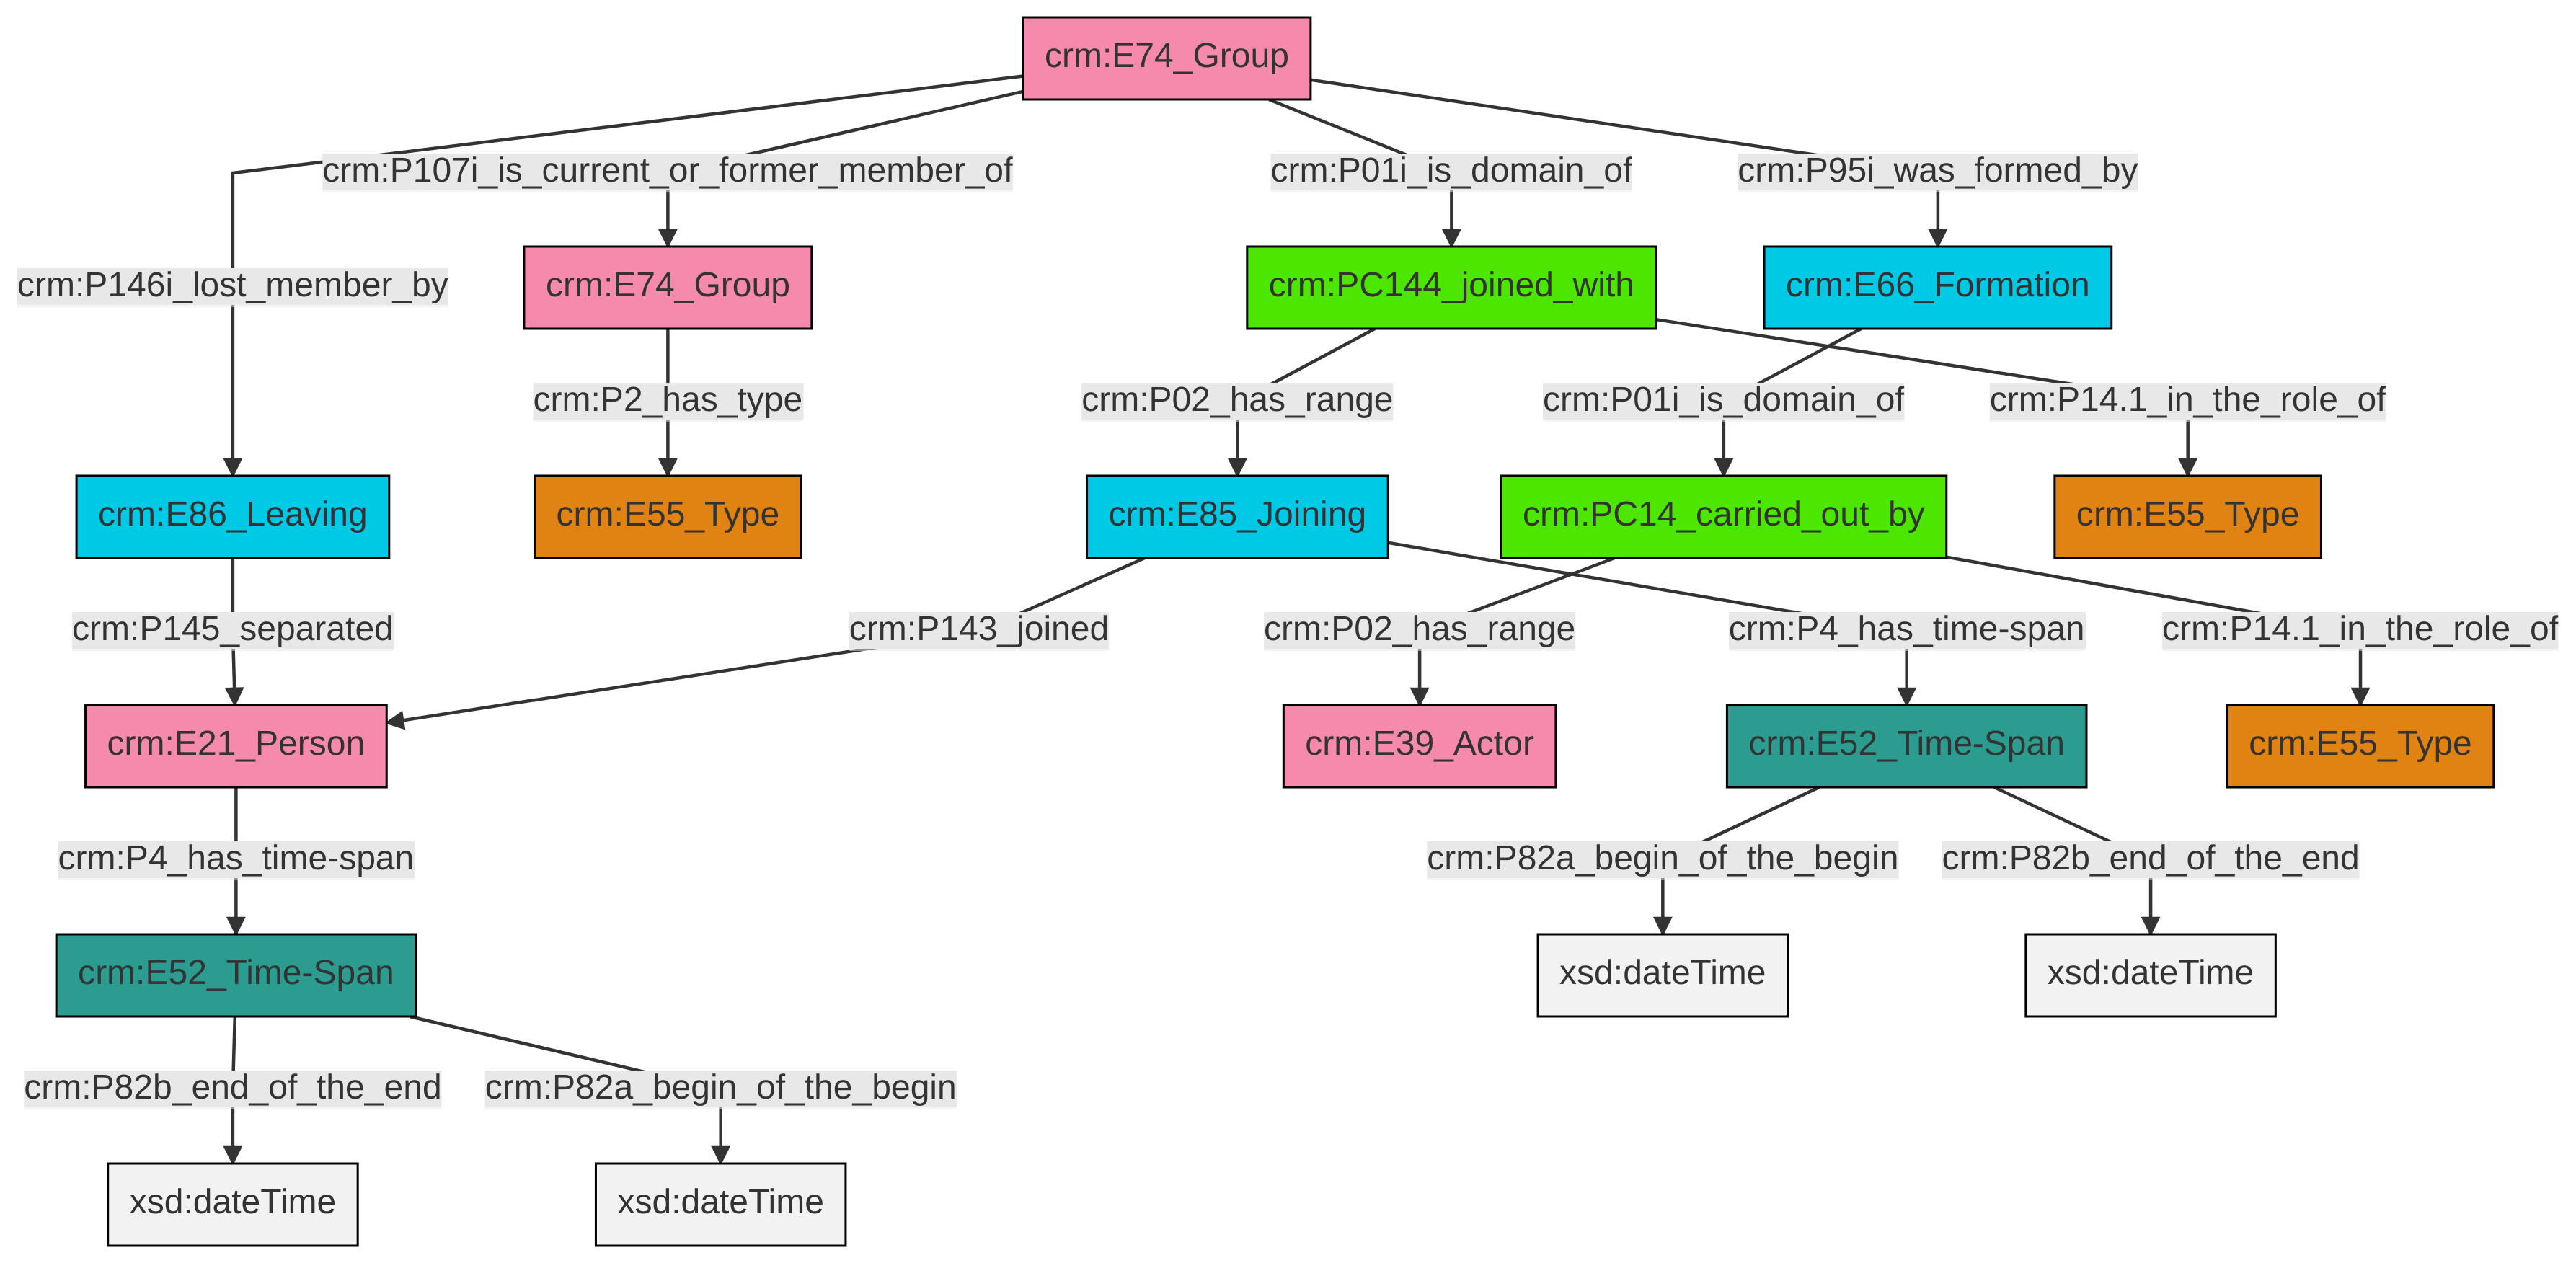 crm:E74_Group
crm:P107i_is_current_or_former_member_of
crm:P01i_is_domain_of
crm:P95i_was_formed_by
crm:P146i_lost_member_by
crm:E74_Group
crm:PC144_joined_with
crm:E66_Formation
crm:P2_has_type
crm:P02_has_range
crm:P01i_is_domain_of
crm:P14.1_in_the_role_of
crm:E86_Leaving
crm:E55_Type
crm:E85_Joining
crm:PC14_carried_out_by
crm:E55_Type
crm:P145_separated
crm:P143_joined
crm:P02_has_range
crm:P4_has_time-span
crm:P14.1_in_the_role_of
crm:E21_Person
crm:E39_Actor
crm:E52_Time-Span
crm:E55_Type
crm:P4_has_time-span
crm:P82a_begin_of_the_begin
crm:P82b_end_of_the_end
crm:E52_Time-Span
xsd:dateTime
xsd:dateTime
crm:P82b_end_of_the_end
crm:P82a_begin_of_the_begin
xsd:dateTime
xsd:dateTime